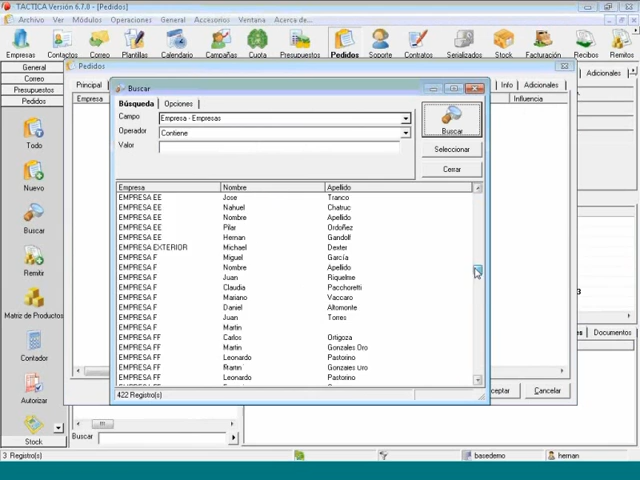 TACTICA Versión 6.7.0 - [Pedidos]
Archivo Ver Módulos Operaciones General Accesorios Ventana Acerca de...
Empresas Contactos Correo Plantillas Calendario Campañas Cuota Presupuestos Pedidos Soporte Contratos Serializados Stock Facturación Recibos Remitos
General
Correo
Presupuestos
Pedidos
Todo
Nuevo
Buscar
Remitir
Matriz de Productos
Contador
Autorizar
Stock
Pedidos
Principal
Info Adicionales
Adicionales
Empresa
Influencia
Buscar
Búsqueda Opciones
Campo Empresa - Empresas
Operador Contiene
Valor
Buscar
Seleccionar
Cerrar
Empresa Nombre Apellido
EMPRESA EE Jose Tranco
EMPRESA EE Nahuel Chatruc
EMPRESA EE Nombre Apellido
EMPRESA EE Pilar Ordoñez
EMPRESA EE Hernan Gandolf
EMPRESA EXTERIOR Michael Dexter
EMPRESA F Miguel García
EMPRESA F Nombre Apellido
EMPRESA F Juan Riquelme
EMPRESA F Claudia Pacchoretti
EMPRESA F Mariano Vaccaro
EMPRESA F Daniel Altomonte
EMPRESA F Juan Torres
EMPRESA F Martin
EMPRESA FF Carlos Ortigoza
EMPRESA FF Martin Gonzales Oro
EMPRESA FF Leonardo Pastorino
EMPRESA FF Martin Gonzales Oro
EMPRESA FF Leonardo Pastorino
422 Registro(s)
Cancelar
Documentos
Buscar
3 Registro(s) basedemo hernan